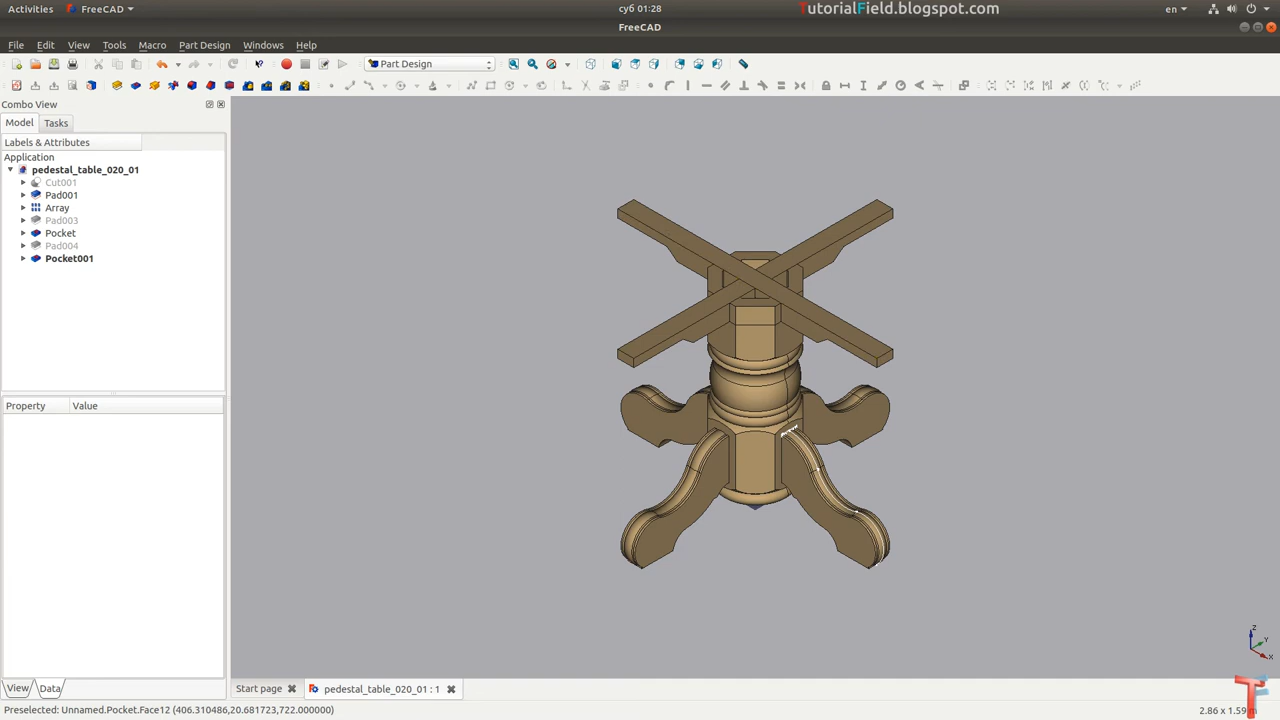 Activities FreeCAD суб 01:28 TutorialField.blogspot.com en
FreeCAD
File Edit View Tools Macro Part Design Windows Help
Part Design
Combo View
Model Tasks
Labels & Attributes
Application
pedestal_table_020_01
Cut001
Pad001
Array
Pad003
Pocket
Pad004
Pocket001
Property Value
Z
Y
X
View Data
Start page pedestal_table_020_01 : 1
Preselected: Unnamed.Pocket.Face12 (406.310486,20.681723,722.000000) 2.86 x 1.59 m